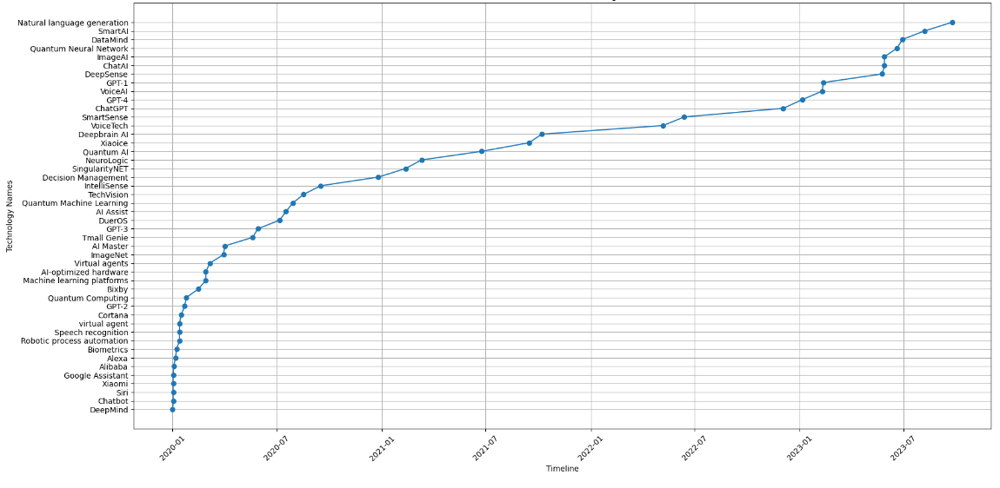 Natural language generation
SmartAI
DataMind
Quantum Neural Network
ImageAI
ChatAI
DeepSense
GPT-1
VoiceAI
GPT-4
ChatGPT
SmartSense
VoiceTech
Deepbrain AI
Xiaoice
Quantum AI
NeuroLogic
SingularityNET
Decision Management
IntelliSense
TechVision
Quantum Machine Learning
AI Assist
DuerOS
GPT-3
Tmall Genie
AI Master
ImageNet
Virtual agents
AI-optimized hardware
Machine learning platforms
Bixby
Quantum Computing
GPT-2
Cortana
virtual agent
Speech recognition
Robotic process automation
Biometrics
Alexa
Alibaba
Google Assistant
Xiaomi
Siri
Chatbot
DeepMind
Technology Names
2020-01
2020-07
2021-01
2021-07
2022-01
2022-07
2023-01
2023-07
Timeline